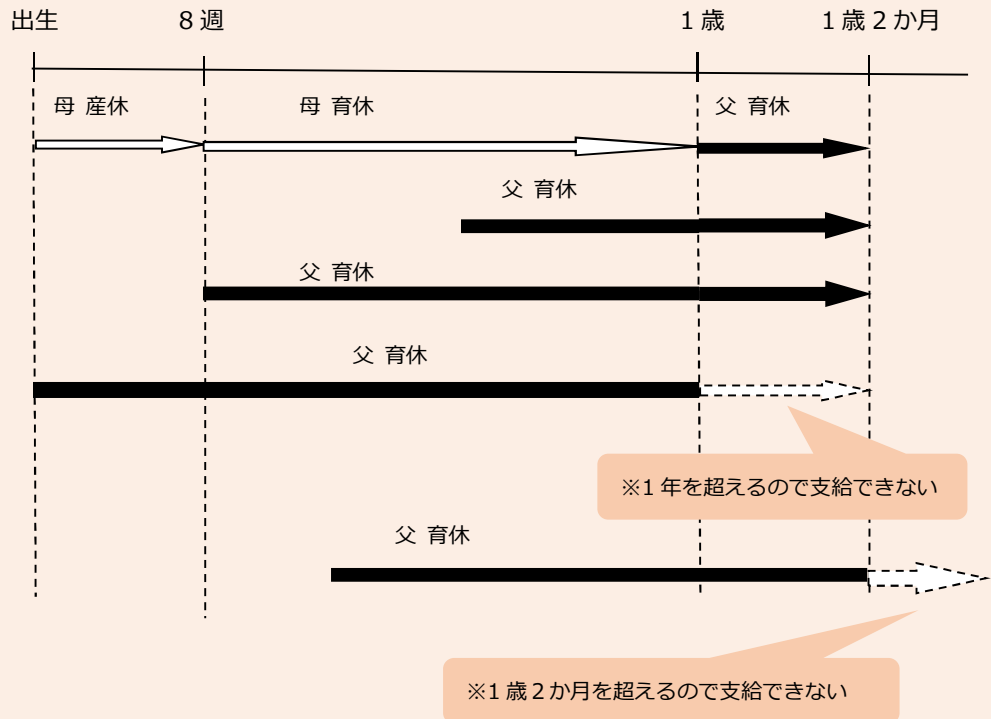 出生 8週 1歳 1歳2か月
母 産休 母 育休 父 育休
父 育休
父 育休
父 育休
※1年を超えるので支給できない
父 育休
※1歳2か月を超えるので支給できない